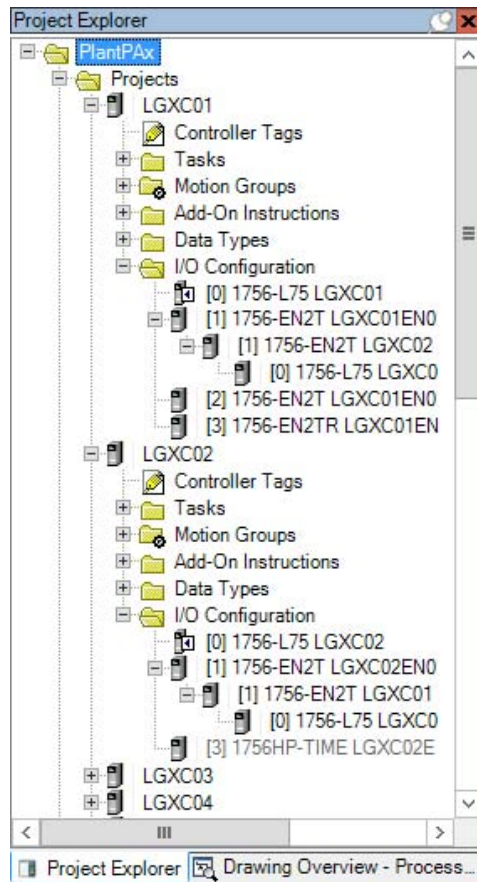 Project Explorer
PlantPAx
Projects
LGXC01
Controller Tags
Tasks
Motion Groups
Add-On Instructions
Data Types
I/O Configuration
[0] 1756-L75 LGXC01
[1] 1756-EN2T LGXC01EN0
[1] 1756-EN2T LGXC02
[0] 1756-L75 LGXC0
[2] 1756-EN2T LGXC01EN0
[3] 1756-EN2TR LGXC01EN
LGXC02
Controller Tags
Tasks
Motion Groups
Add-On Instructions
Data Types
I/O Configuration
[0] 1756-L75 LGXC02
[1] 1756-EN2T LGXC02EN0
[1] 1756-EN2T LGXC01
[0] 1756-L75 LGXC0
[3] 1756HP-TIME LGXC02E
LGXC03
LGXC04
Project Explorer Drawing Overview - Process...